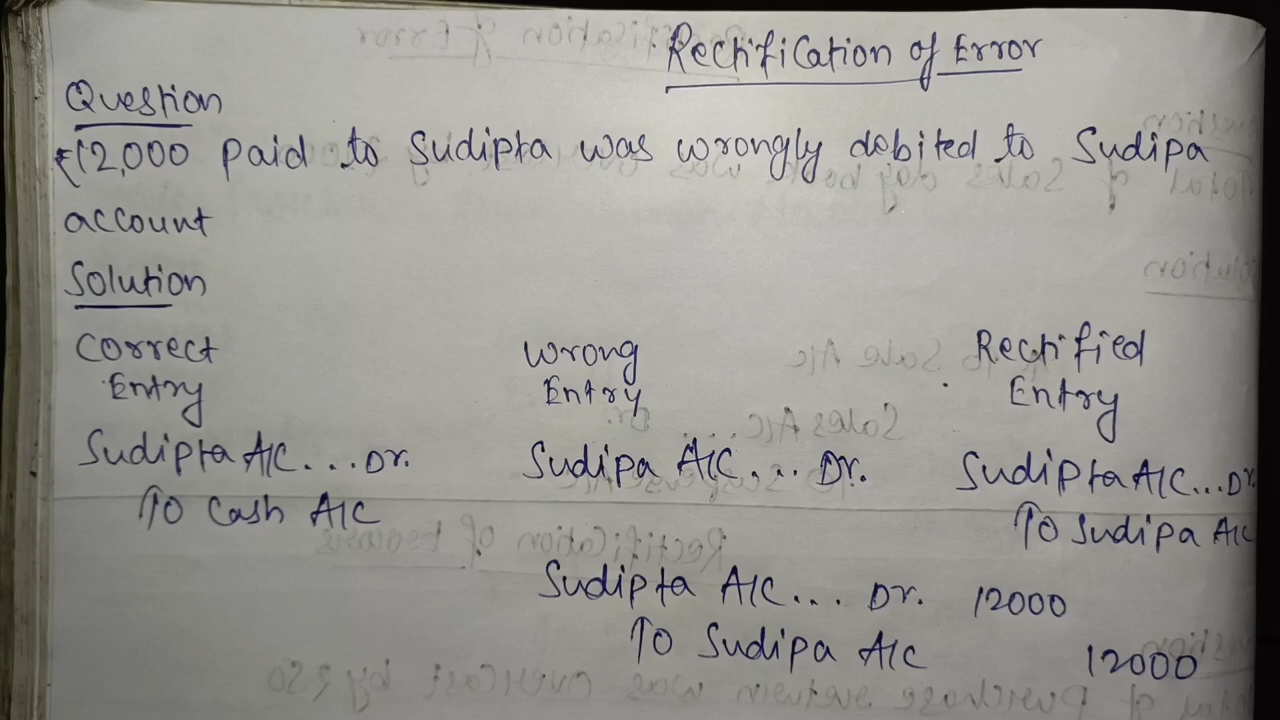 Rectification of Error
Question
₹12,000 paid to Sudipta was wrongly debited to Sudipa
account
Solution
Correct Wrong Rectified
Entry Entry Entry
Sudipta A/C... Dr. Sudipa A/C... Dr. Sudipta A/C... Dr.
To Cash A/C To Sudipa A/C
Sudipta A/C... Dr. 12000
To Sudipa A/C 12000